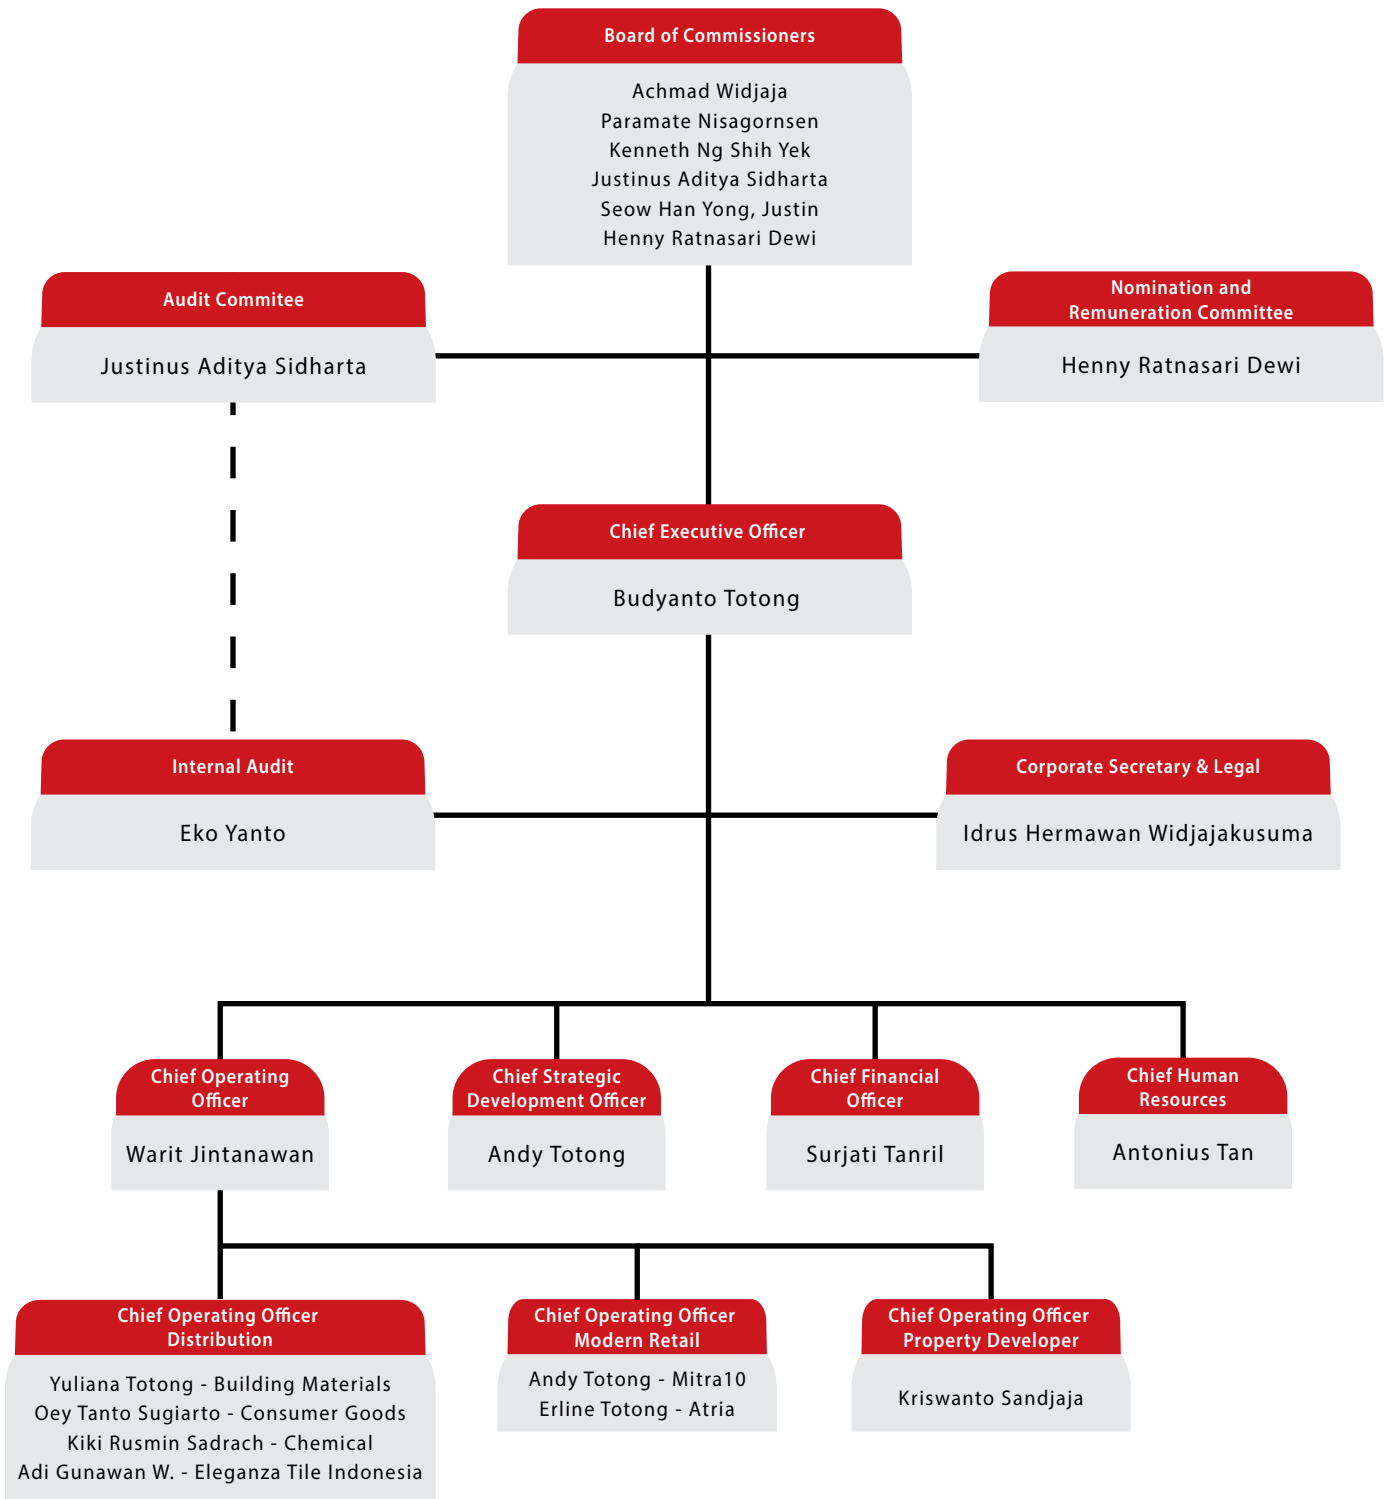 Board of Commissioners
Achmad Widjaja
Paramate Nisagornsen
Kenneth Ng Shih Yek
Justinus Aditya Sidharta
Seow Han Yong, Justin
Henny Ratnasari Dewi
Audit Commitee
Justinus Aditya Sidharta
Nomination and
Remuneration Committee
Henny Ratnasari Dewi
Chief Executive Officer
Budyanto Totong
Internal Audit
Eko Yanto
Corporate Secretary & Legal
Idrus Hermawan Widjajakusuma
Chief Operating
Officer
Warit Jintanawan
Chief Strategic
Development Officer
Andy Totong
Chief Financial
Officer
Surjati Tanril
Chief Human
Resources
Antonius Tan
Chief Operating Officer
Distribution
Yuliana Totong - Building Materials
Oey Tanto Sugiarto - Consumer Goods
Kiki Rusmin Sadrach - Chemical
Adi Gunawan W. - Eleganza Tile Indonesia
Chief Operating Officer
Modern Retail
Andy Totong - Mitra10
Erline Totong - Atria
Chief Operating Officer
Property Developer
Kriswanto Sandjaja